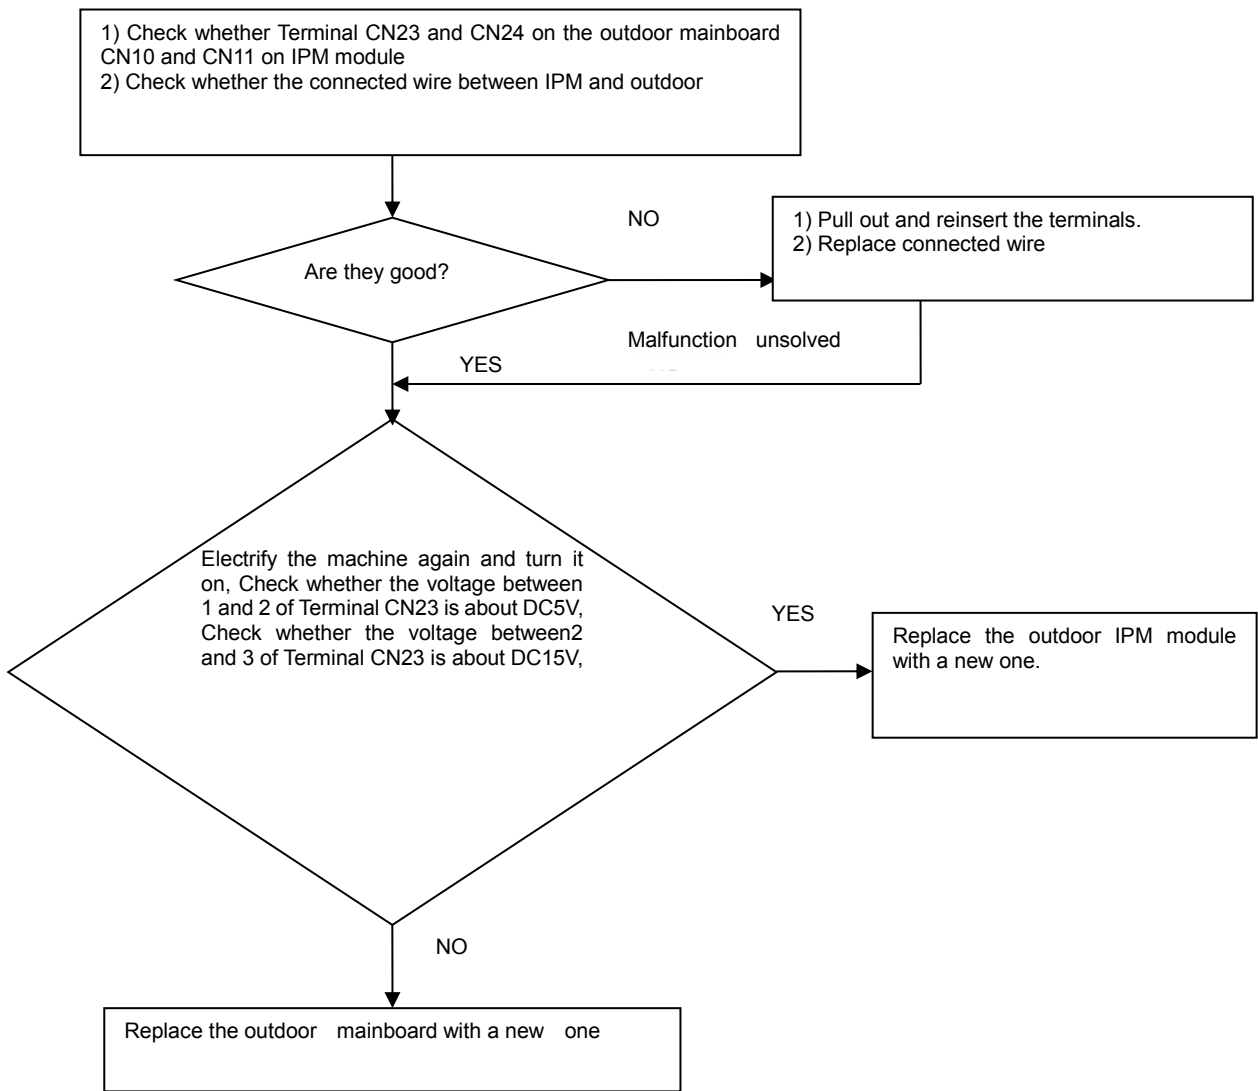 1) Check whether Terminal CN23 and CN24 on the outdoor mainboard
CN10 and CN11 on IPM module
2) Check whether the connected wire between IPM and outdoor
NO
1) Pull out and reinsert the terminals.
2) Replace connected wire
Are they good?
Malfunction unsolved
YES
Electrify the machine again and turn it
on, Check whether the voltage between
1 and 2 of Terminal CN23 is about DC5V,
Check whether the voltage between2
and 3 of Terminal CN23 is about DC15V,
YES
Replace the outdoor IPM module
with a new one.
NO
Replace the outdoor mainboard with a new one